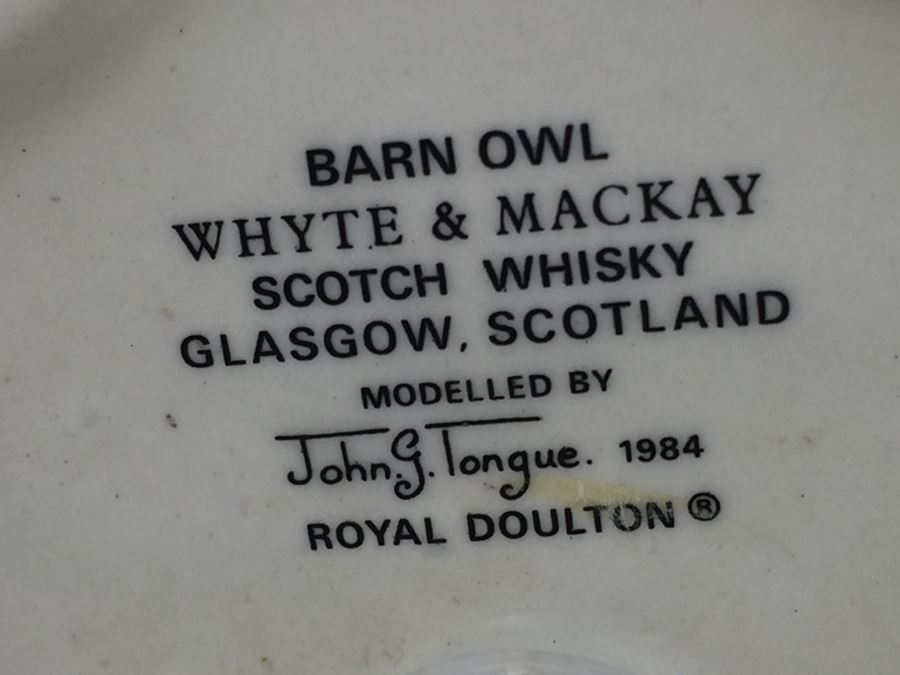 BARN OWL
WHYTE & MACKAY
SCOTCH WHISKY
GLASGOW, SCOTLAND
MODELLED BY
John.G.Tongue. 1984
ROYAL DOULTON ®